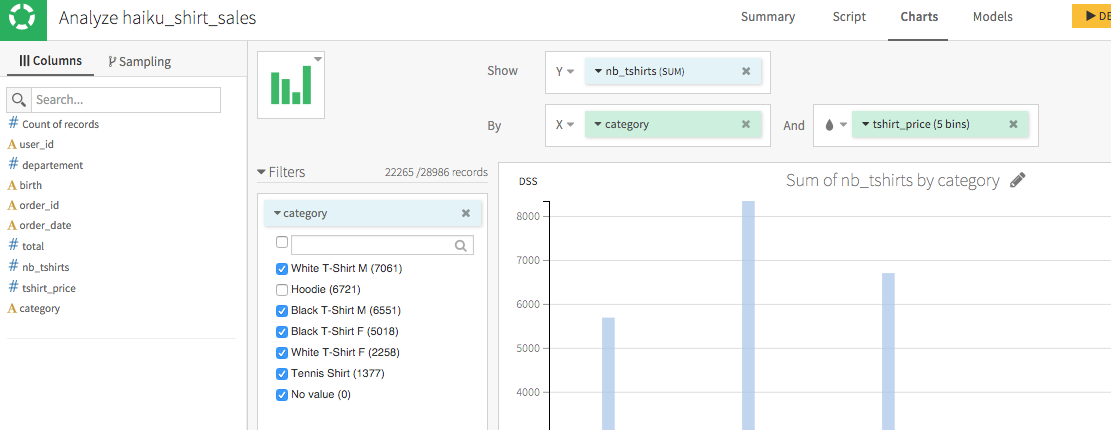 Analyze haiku_shirt_sales
Summary Script Charts Models DE
Columns Sampling
Search...
# Count of records
A user_id
# departement
A birth
A order_id
A order_date
# total
# nb_tshirts
# tshirt_price
A category
Show Y nb_tshirts (SUM)
By X category And tshirt_price (5 bins)
Filters 22265 /28986 records
category
White T-Shirt M (7061)
Hoodie (6721)
Black T-Shirt M (6551)
Black T-Shirt F (5018)
White T-Shirt F (2258)
Tennis Shirt (1377)
No value (0)
DSS Sum of nb_tshirts by category
8000
7000
6000
5000
4000